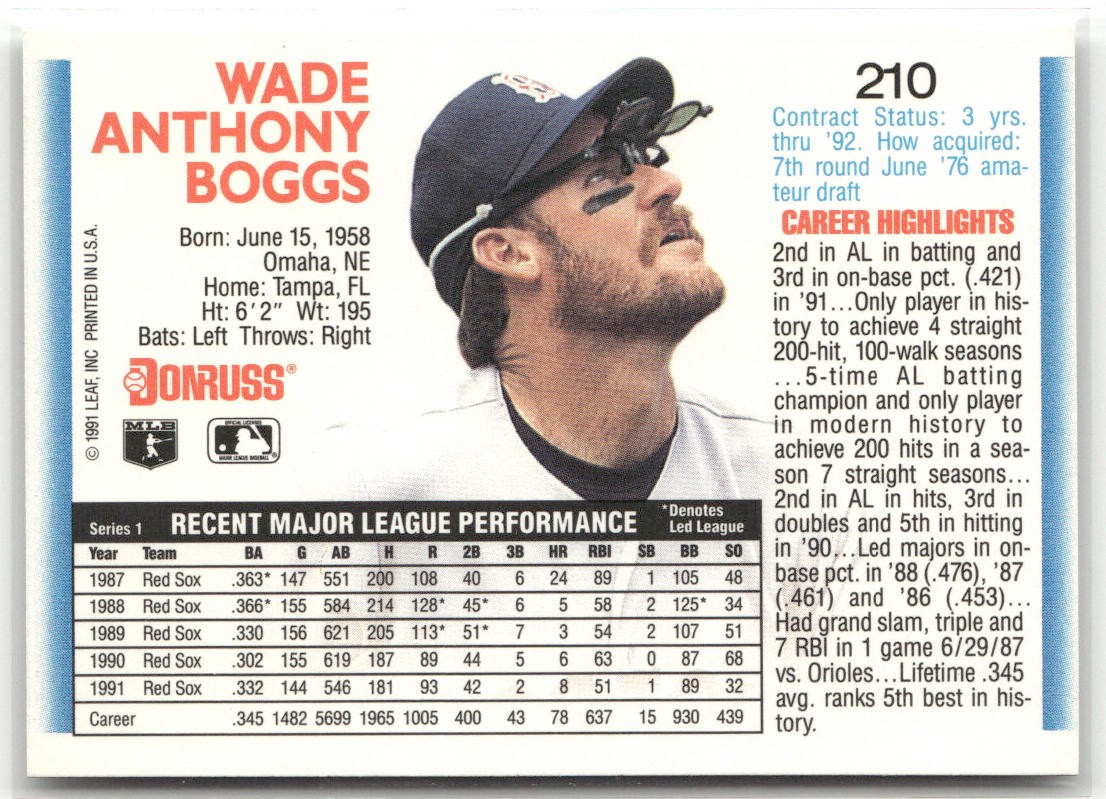 WADE
ANTHONY
BOGGS
Born: June 15, 1958
Omaha, NE
Home: Tampa, FL
Ht: 6'2" Wt: 195
Bats: Left Throws: Right
© 1991 LEAF, INC PRINTED IN U.S.A.
DONRUSS®
MLB
OFFICIAL LICENSEE
MAJOR LEAGUE BASEBALL
210
Contract Status: 3 yrs.
thru '92. How acquired:
7th round June '76 ama-
teur draft
CAREER HIGHLIGHTS
2nd in AL in batting and
3rd in on-base pct. (.421)
in '91...Only player in his-
tory to achieve 4 straight
200-hit, 100-walk seasons
...5-time AL batting
champion and only player
in modern history to
achieve 200 hits in a sea-
son 7 straight seasons...
2nd in AL in hits, 3rd in
doubles and 5th in hitting
in '90...Led majors in on-
base pct. in '88 (.476), '87
(.461) and '86 (.453)...
Had grand slam, triple and
7 RBI in 1 game 6/29/87
vs. Orioles...Lifetime .345
avg. ranks 5th best in his-
tory.
Series 1 RECENT MAJOR LEAGUE PERFORMANCE *Denotes
Led League
Year Team BA G AB H R 2B 3B HR RBI SB BB SO
1987 Red Sox .363* 147 551 200 108 40 6 24 89 1 105 48
1988 Red Sox .366* 155 584 214 128* 45* 6 5 58 2 125* 34
1989 Red Sox .330 156 621 205 113* 51* 7 3 54 2 107 51
1990 Red Sox .302 155 619 187 89 44 5 6 63 0 87 68
1991 Red Sox .332 144 546 181 93 42 2 8 51 1 89 32
Career .345 1482 5699 1965 1005 400 43 78 637 15 930 439